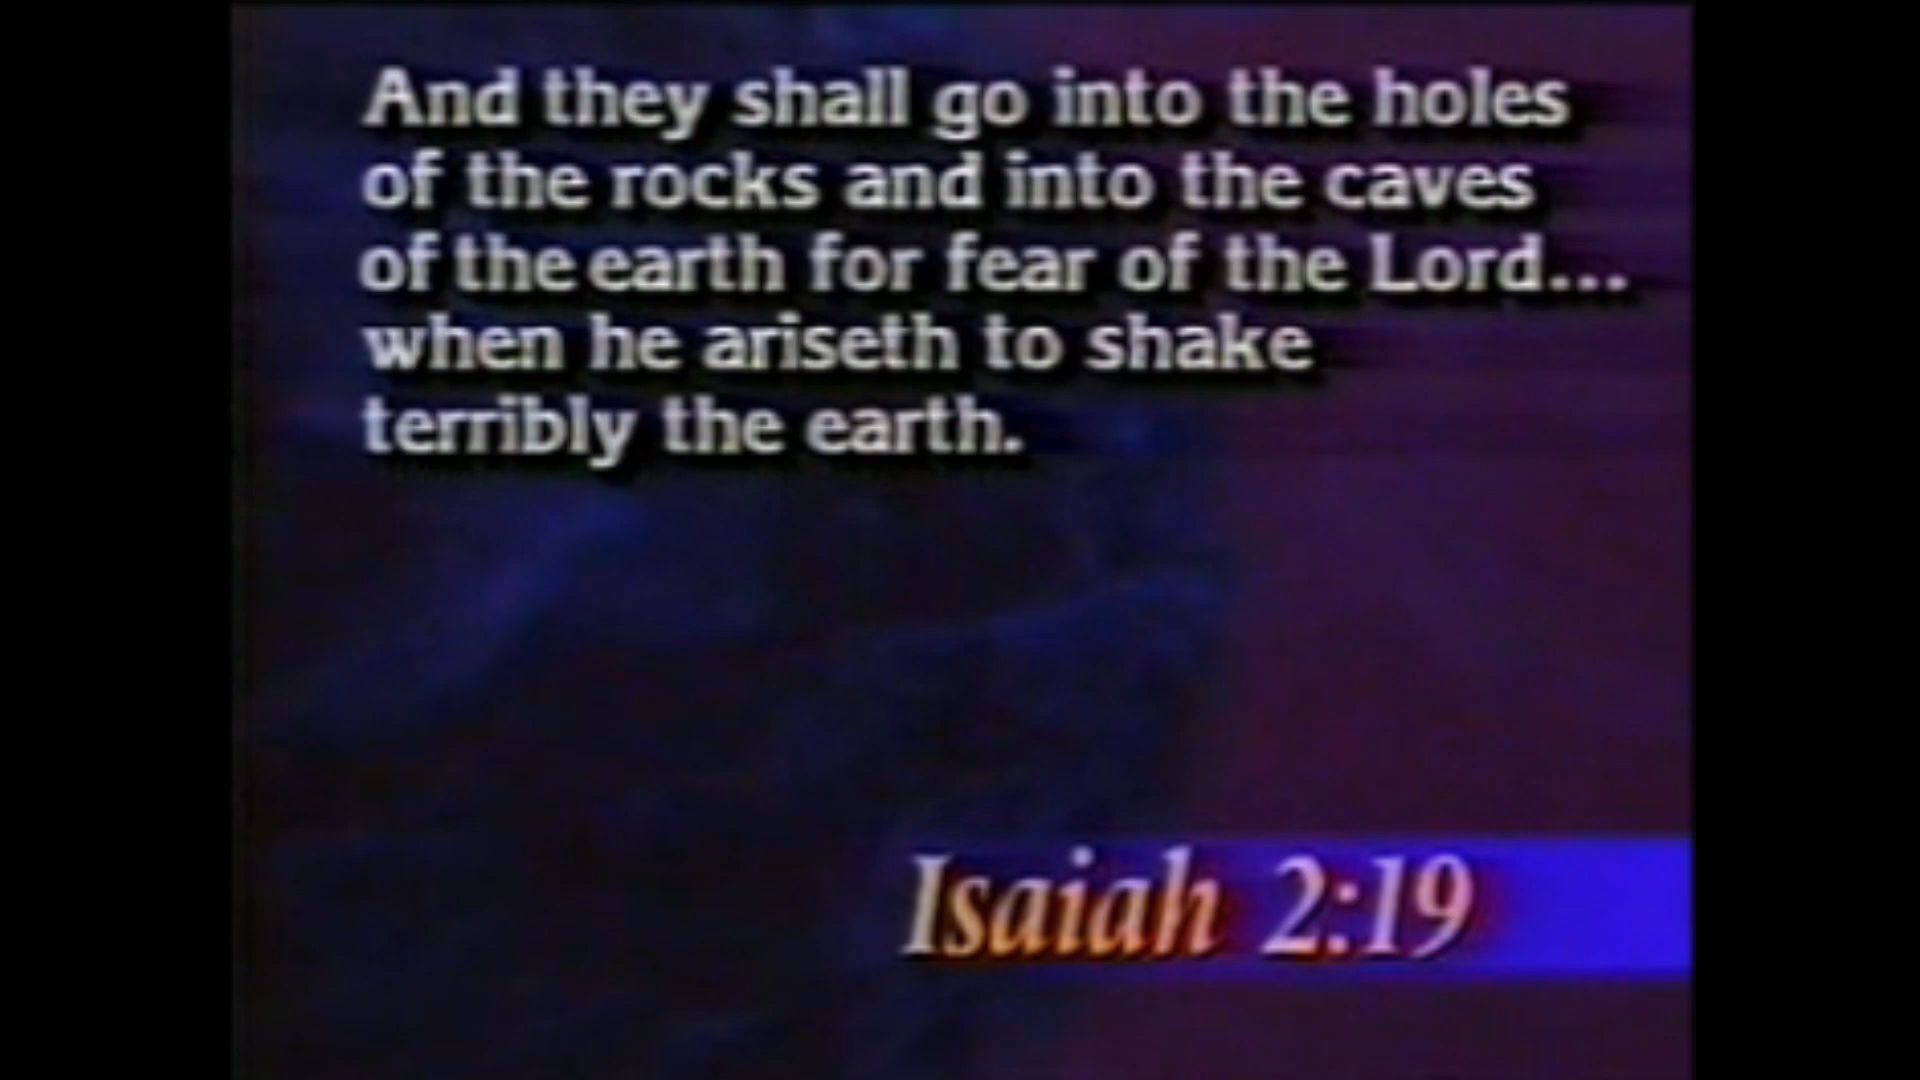 And they shall go into the holes
of the rocks and into the caves
of the earth for fear of the Lord...
when he ariseth to shake
terribly the earth.
Isaiah 2:19